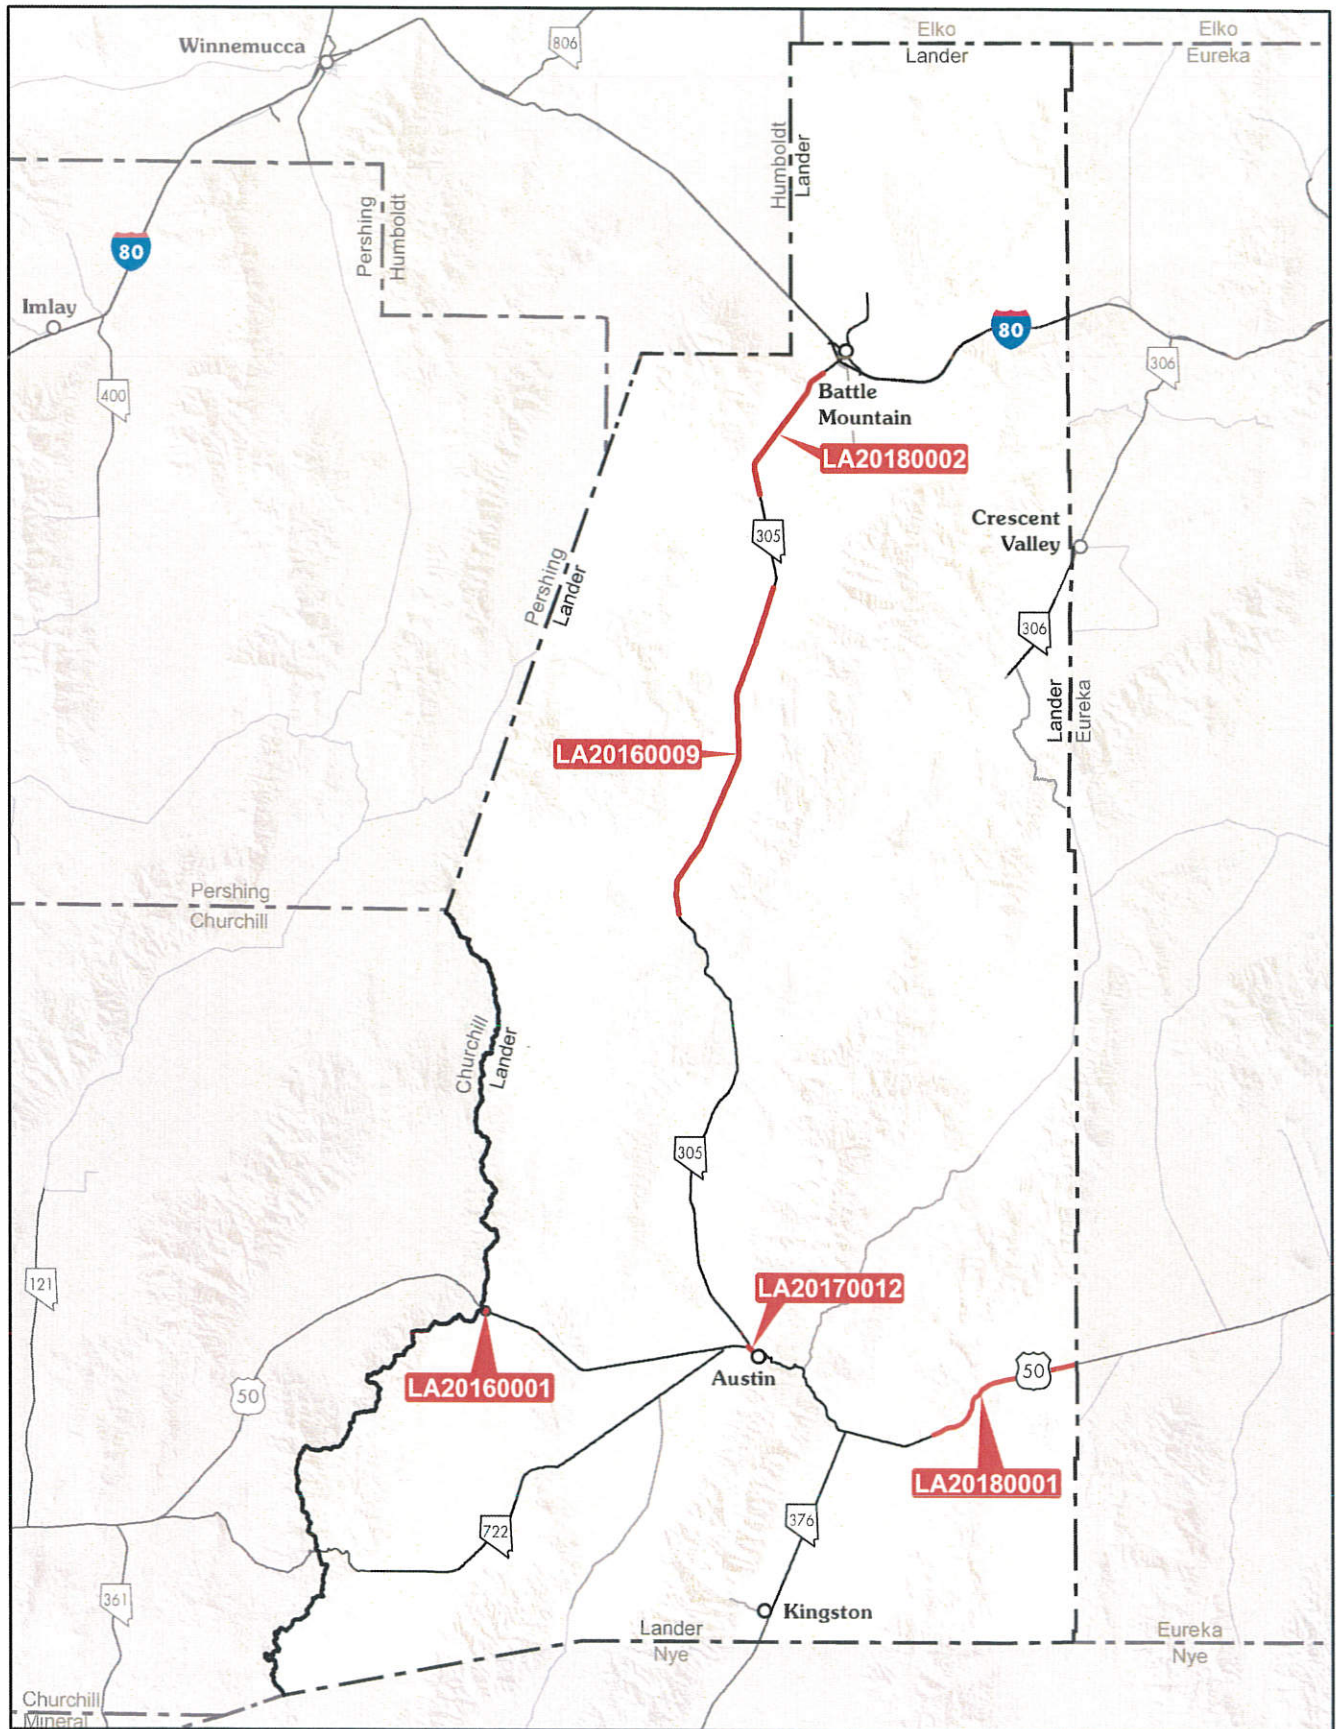 Elko
Elko
Winnemucca
806
Lander
Eureka
Humboldt
Lander
Pershing
Humboldt
80
Imlay
80
306
400
Battle
Mountain
LA20180002
Crescent
Valley
305
Pershing
Lander
306
Lander
Eureka
LA20160009
Pershing
Churchill
Churchill
Lander
305
121
LA20170012
50
Austin
LA20160001
50
LA20180001
722
376
361
Kingston
Lander
Nye
Eureka
Nye
Churchill
Mineral